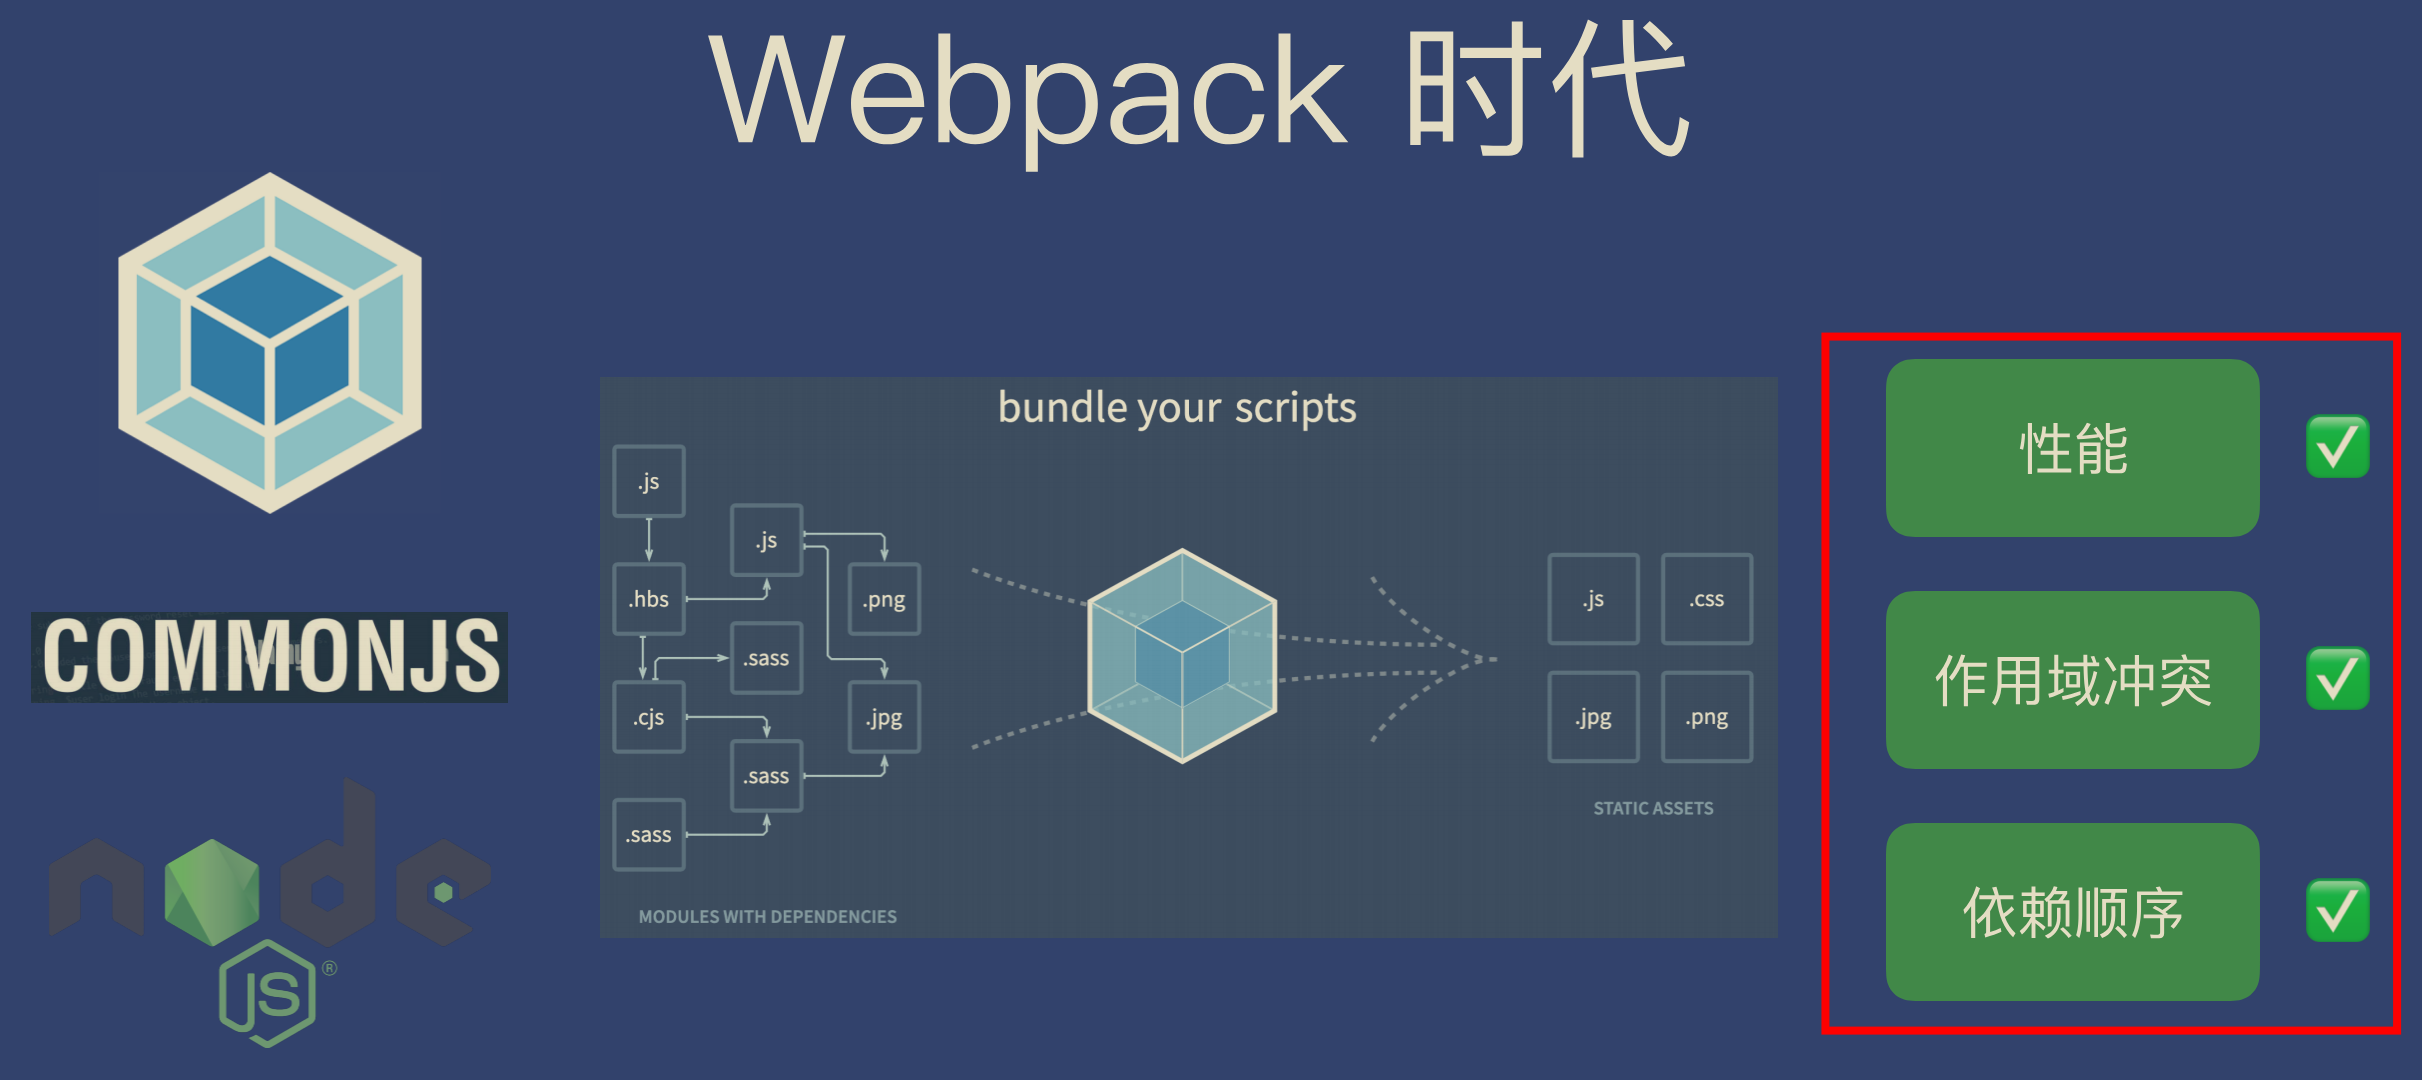 Webpack 时代
COMMONJS
node
JS
®
bundle your scripts
.js
.js
.hbs
.png
.sass
.cjs
.jpg
.sass
.sass
MODULES WITH DEPENDENCIES
.js
.css
.jpg
.png
STATIC ASSETS
性能
作用域冲突
依赖顺序